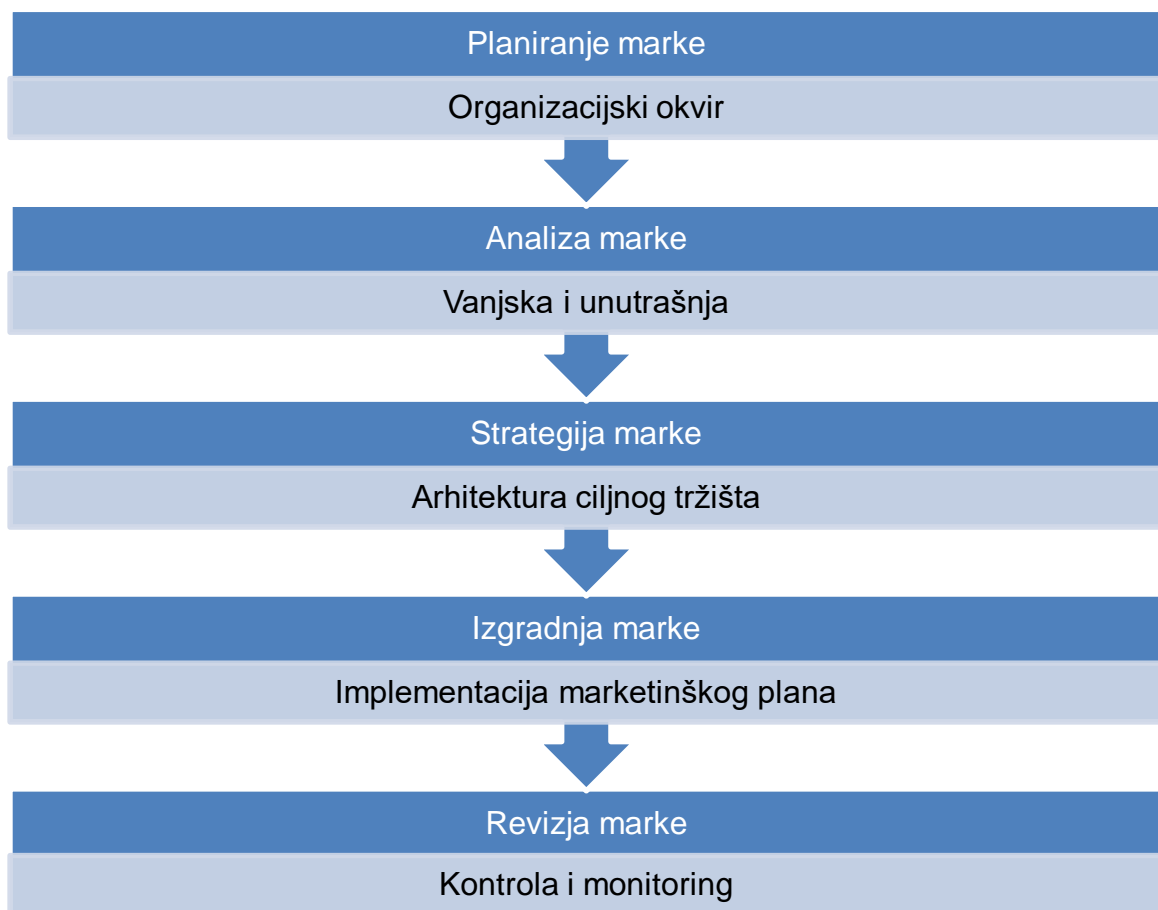 Planiranje marke
Organizacijski okvir
Analiza marke
Vanjska i unutrašnja
Strategija marke
Arhitektura ciljnog tržišta
Izgradnja marke
Implementacija marketinškog plana
Revizja marke
Kontrola i monitoring